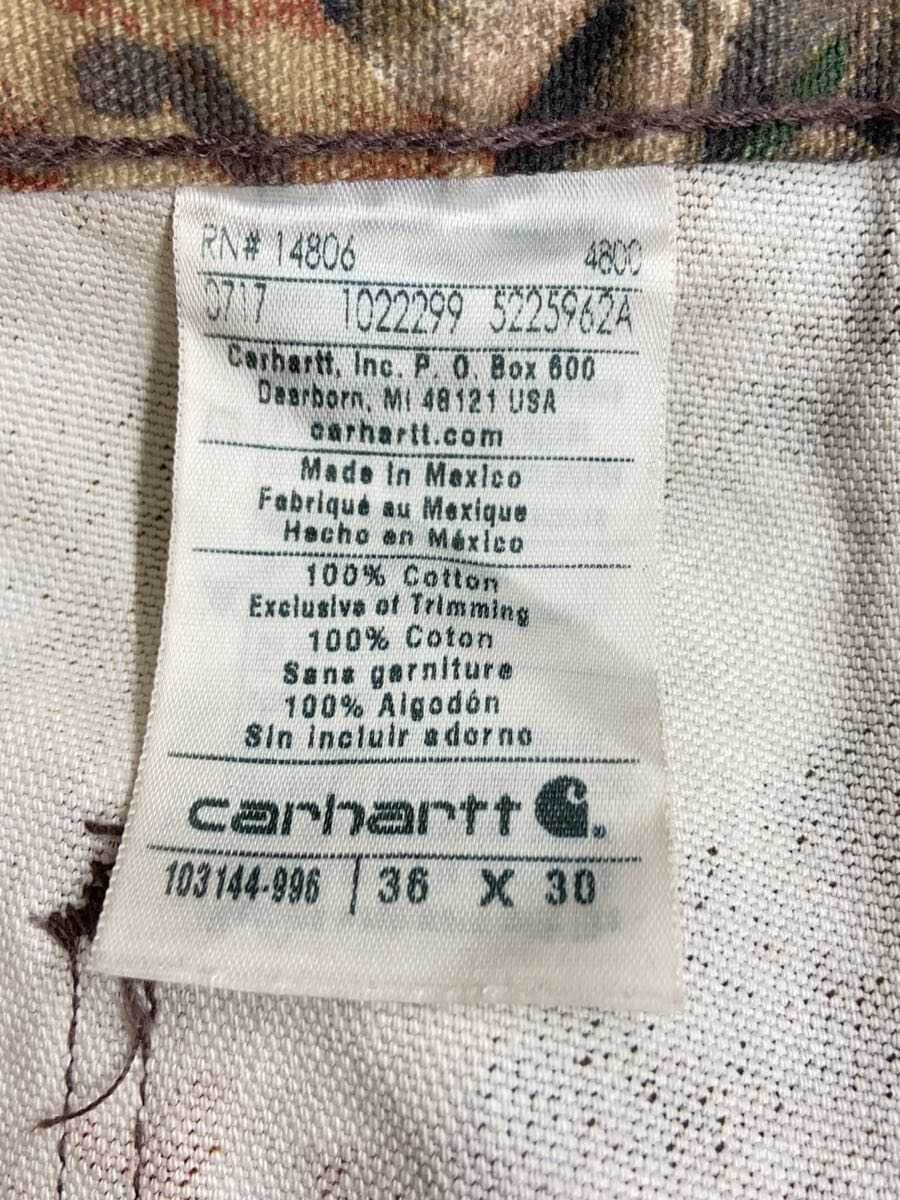 RN# 14806 4800
0717 1022299 5225962A
Carhartt, Inc. P. O. Box 600
Dearborn, MI 48121 USA
carhartt.com
Made in Mexico
Fabriqué au Mexique
Hecho en México
100% Cotton
Exclusive of Trimming
100% Coton
Sans garniture
100% Algodón
Sin incluir adorno
carhartt
103144-996 | 36 X 30